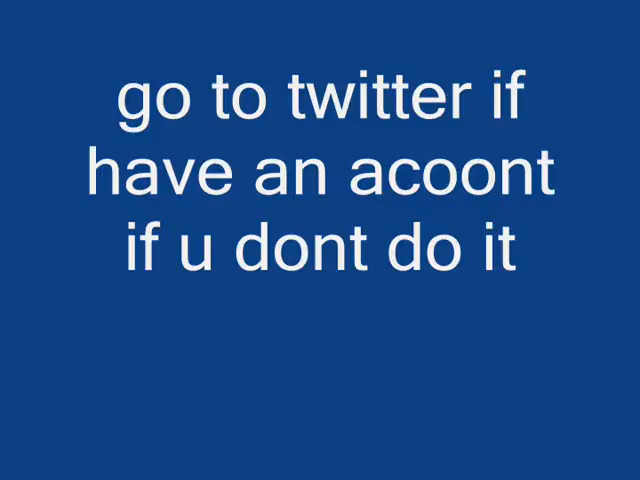 go to twitter if
have an acoont
if u dont do it